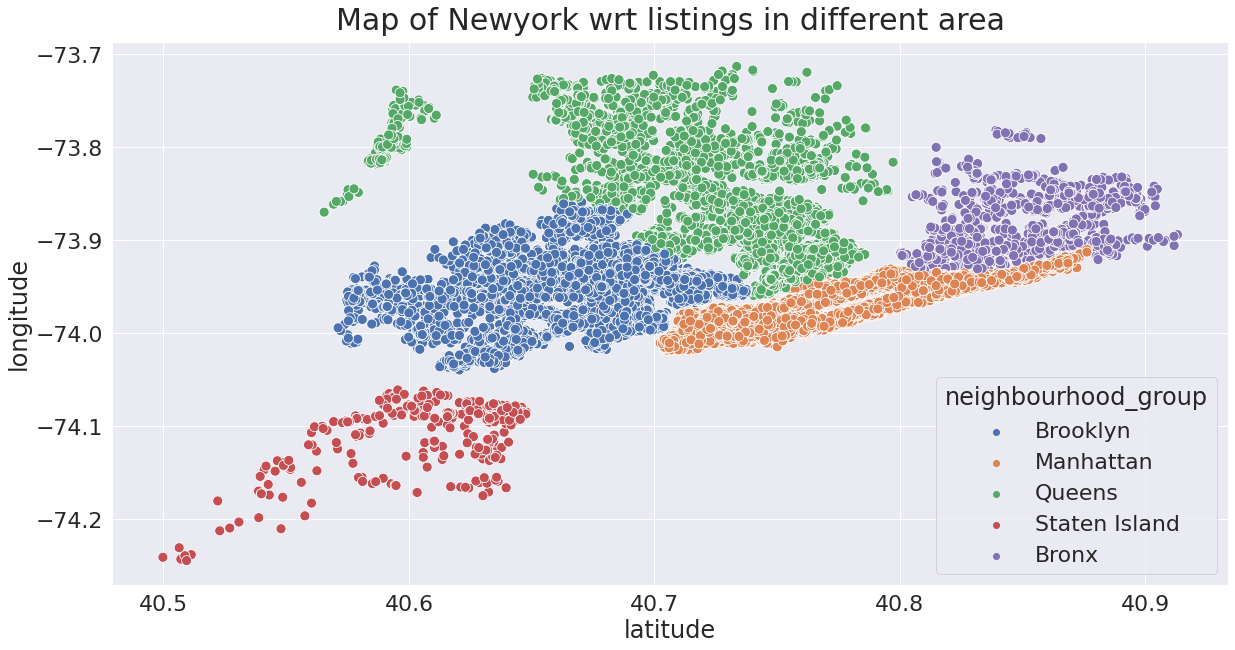 Map of Newyork wrt listings in different area
−73.7
−73.8
−73.9
−74.0
−74.1
−74.2
longitude
40.5 40.6 40.7 40.8 40.9
latitude
neighbourhood_group
Brooklyn
Manhattan
Queens
Staten Island
Bronx